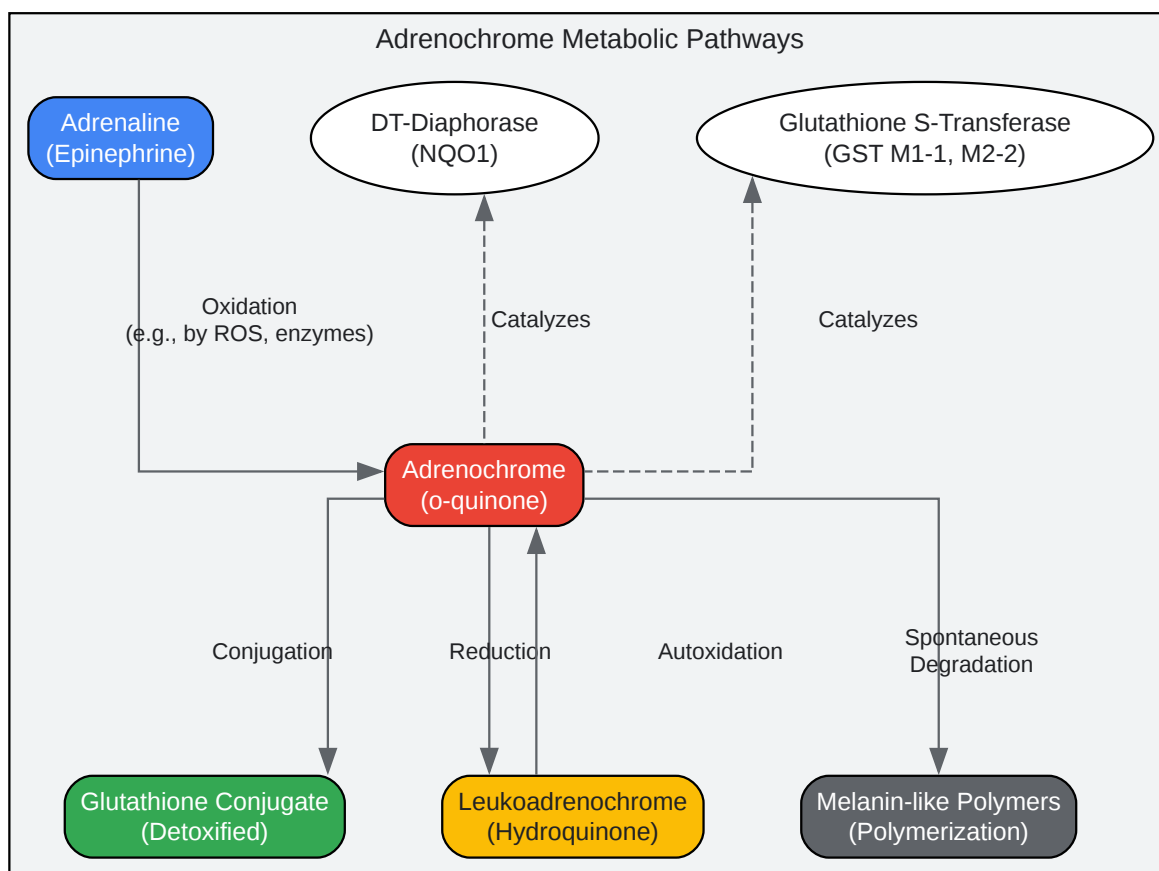 Adrenochrome Metabolic Pathways
Adrenaline
(Epinephrine)
DT-Diaphorase
(NQO1)
Glutathione S-Transferase
(GST M1-1, M2-2)
Oxidation
(e.g., by ROS, enzymes)
Catalyzes
Catalyzes
Adrenochrome
(o-quinone)
Conjugation
Reduction
Autoxidation
Spontaneous
Degradation
Glutathione Conjugate
(Detoxified)
Leukoadrenochrome
(Hydroquinone)
Melanin-like Polymers
(Polymerization)